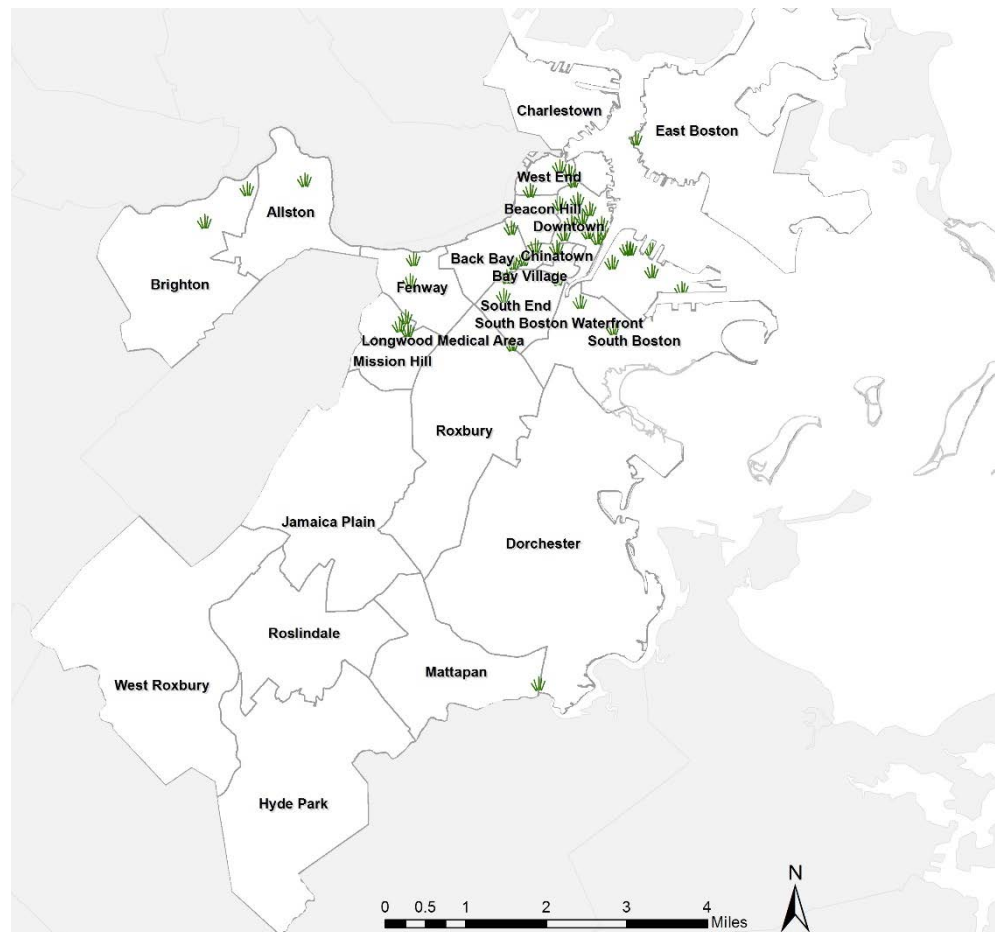 Charlestown
East Boston
West End
Beacon Hill
Allston
Downtown
Back Bay
Chinatown
Brighton
Bay Village
Fenway
South End
South Boston Waterfront
Longwood Medical Area
South Boston
Mission Hill
Roxbury
Jamaica Plain
Dorchester
Roslindale
Mattapan
West Roxbury
Hyde Park
N
0 0.5 1 2 3 4
Miles